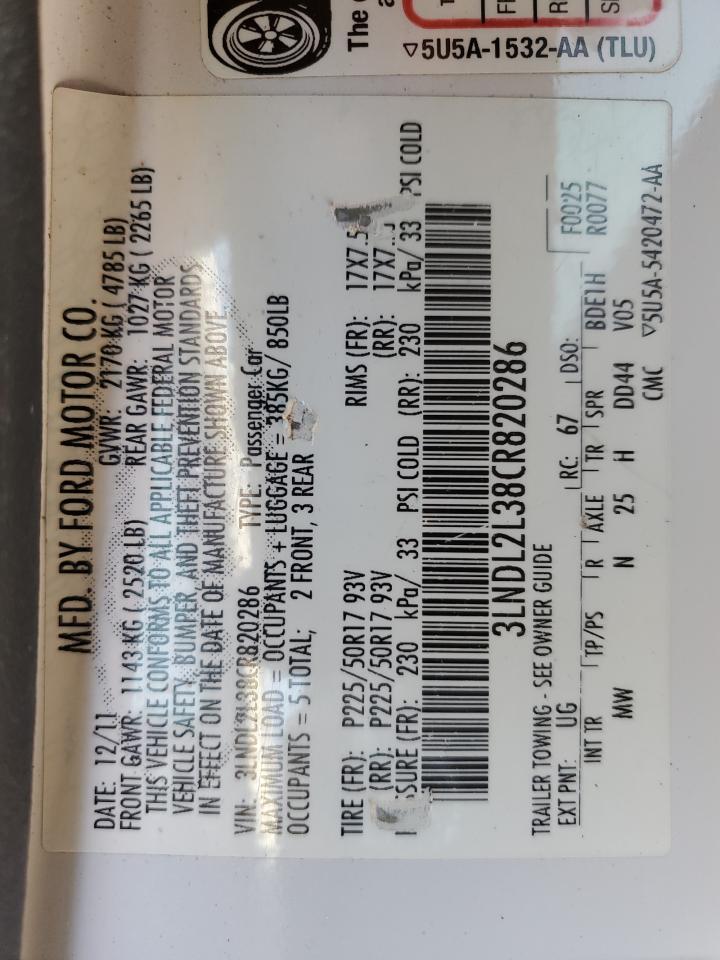 The
▽5U5A-1532-AA (TLU)
MFD. BY FORD MOTOR CO.
DATE: 12/11 GVWR: 2170 KG ( 4785 LB)
FRONT GAWR: 1143 KG ( 2520 LB) REAR GAWR: 1027 KG ( 2265 LB)
THIS VEHICLE CONFORMS TO ALL APPLICABLE FEDERAL MOTOR
VEHICLE SAFETY, BUMPER, AND THEFT PREVENTION STANDARDS
IN EFFECT ON THE DATE OF MANUFACTURE SHOWN ABOVE.
VIN: 3LNDL2L38CR820286 TYPE: Passenger Car
MAXIMUM LOAD = OCCUPANTS + LUGGAGE = 385KG/ 850LB
OCCUPANTS = 5 TOTAL; 2 FRONT, 3 REAR
TIRE (FR): P225/50R17 93V RIMS (FR): 17X7.5
(RR): P225/50R17 93V (RR): 17X7.
SURE (FR): 230 kPa/ 33 PSI COLD (RR): 230 kPa/ 33 PSI COLD
3LNDL2L38CR820286
TRAILER TOWING - SEE OWNER GUIDE
EXT PNT: UG RC: 67 DSO: F0025
R0077
INT TR TP/PS R AXLE TR SPR BDE1H
MW N 25 H DD44 V05
CMC ▽5U5A-5420472-AA